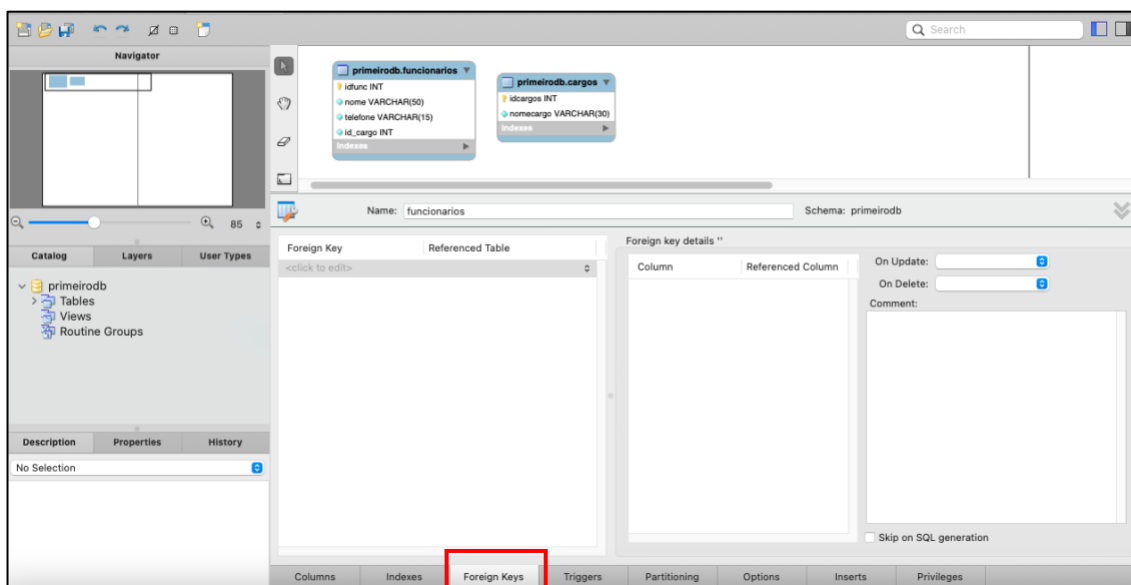 Search
Navigator
85
Catalog Layers User Types
primeirodb
Tables
Views
Routine Groups
Description Properties History
No Selection
primeirodb.funcionarios
idfunc INT
nome VARCHAR(50)
telefone VARCHAR(15)
id_cargo INT
Indexes
primeirodb.cargos
idcargos INT
nomecargo VARCHAR(30)
Indexes
Name: funcionarios Schema: primeirodb
Foreign Key Referenced Table
<click to edit>
Foreign key details ''
Column Referenced Column
On Update:
On Delete:
Comment:
Skip on SQL generation
Columns Indexes Foreign Keys Triggers Partitioning Options Inserts Privileges